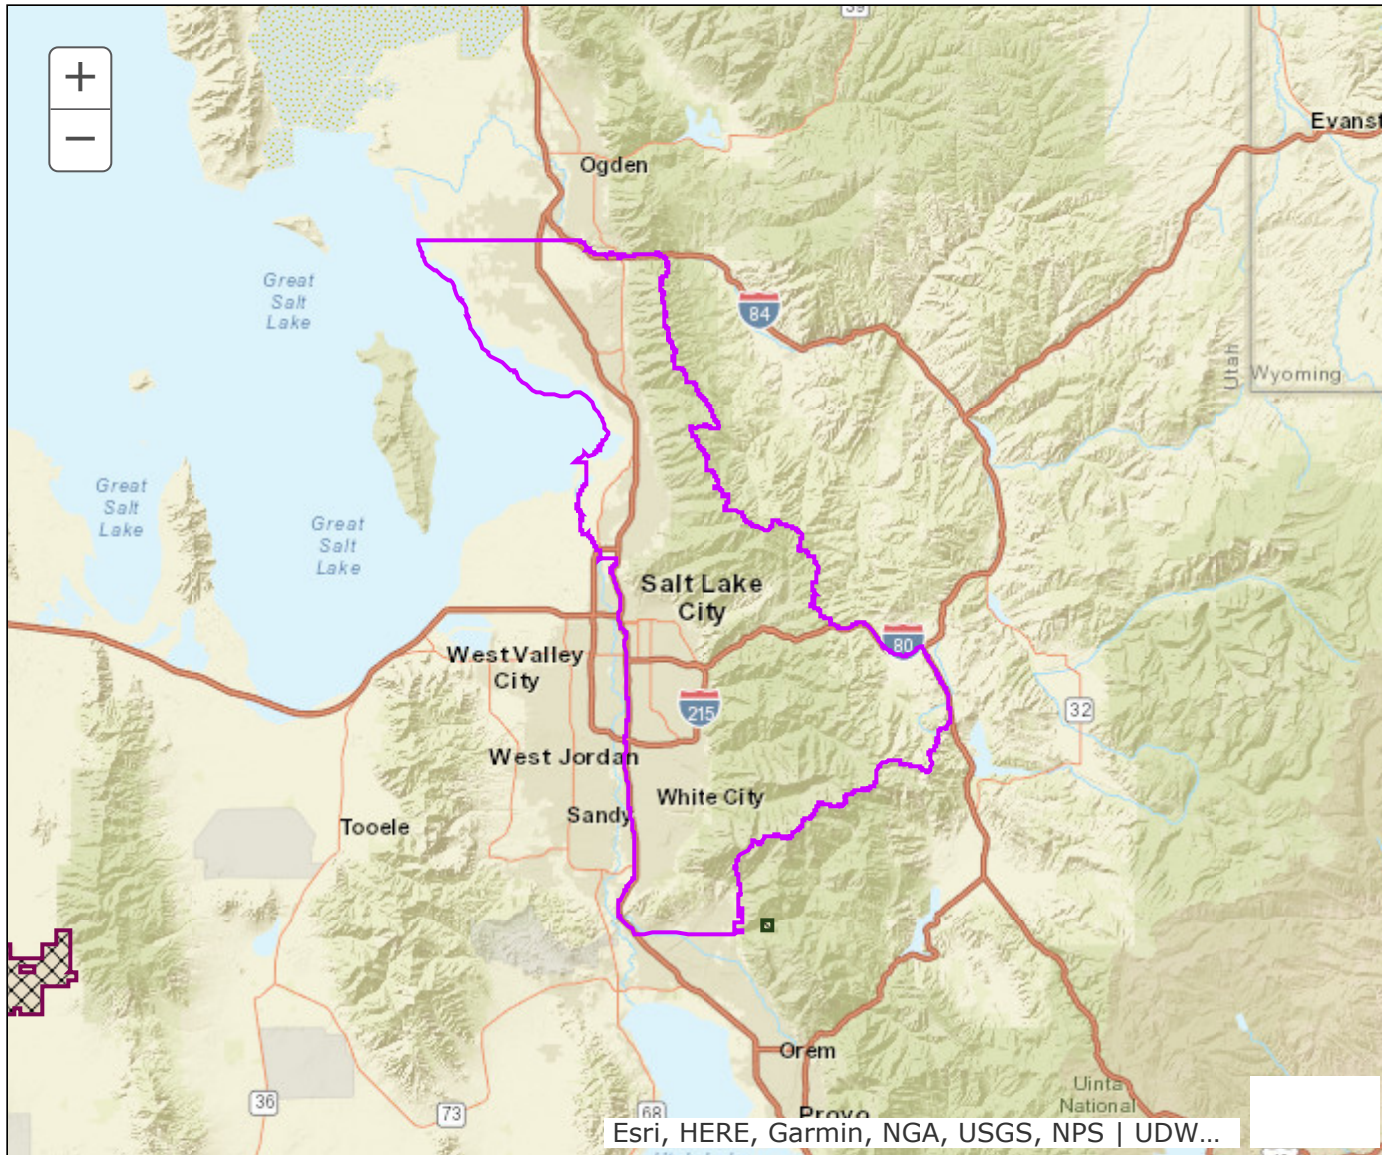 39
+
−
Evanst
Ogden
Great
Salt
Lake
84
Utah
Wyoming
Great
Salt
Lake
Great
Salt
Lake
Salt Lake
City
80
West Valley
City
215
32
West Jordan
White City
Sandy
Tooele
Orem
36
73
68
Provo
Uinta
National
Esri, HERE, Garmin, NGA, USGS, NPS | UDW...